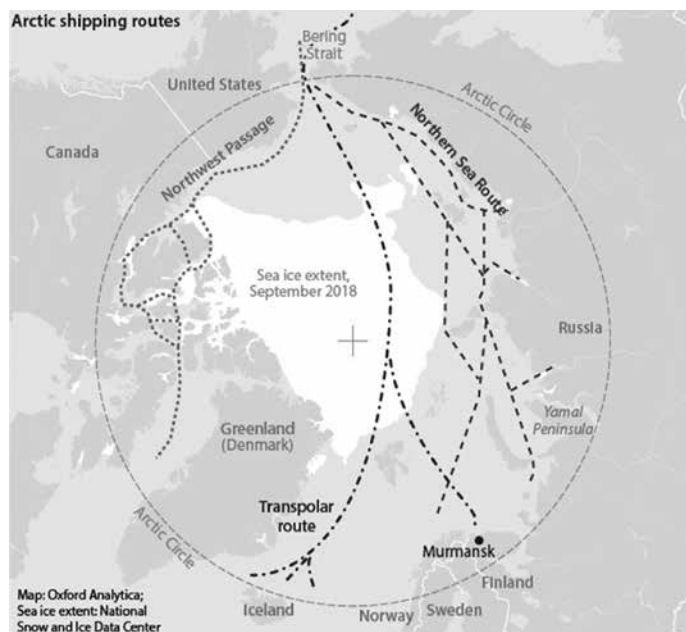 Arctic shipping routes
Bering
Strait
United States
Arctic Circle
Canada
Northwest Passage
Northern Sea Route
Sea ice extent,
September 2018
Russia
Greenland
(Denmark)
Yamal
Peninsula
Transpolar
route
Arctic Circle
Murmansk
Finland
Iceland
Norway
Sweden
Map: Oxford Analytica;
Sea ice extent: National
Snow and Ice Data Center